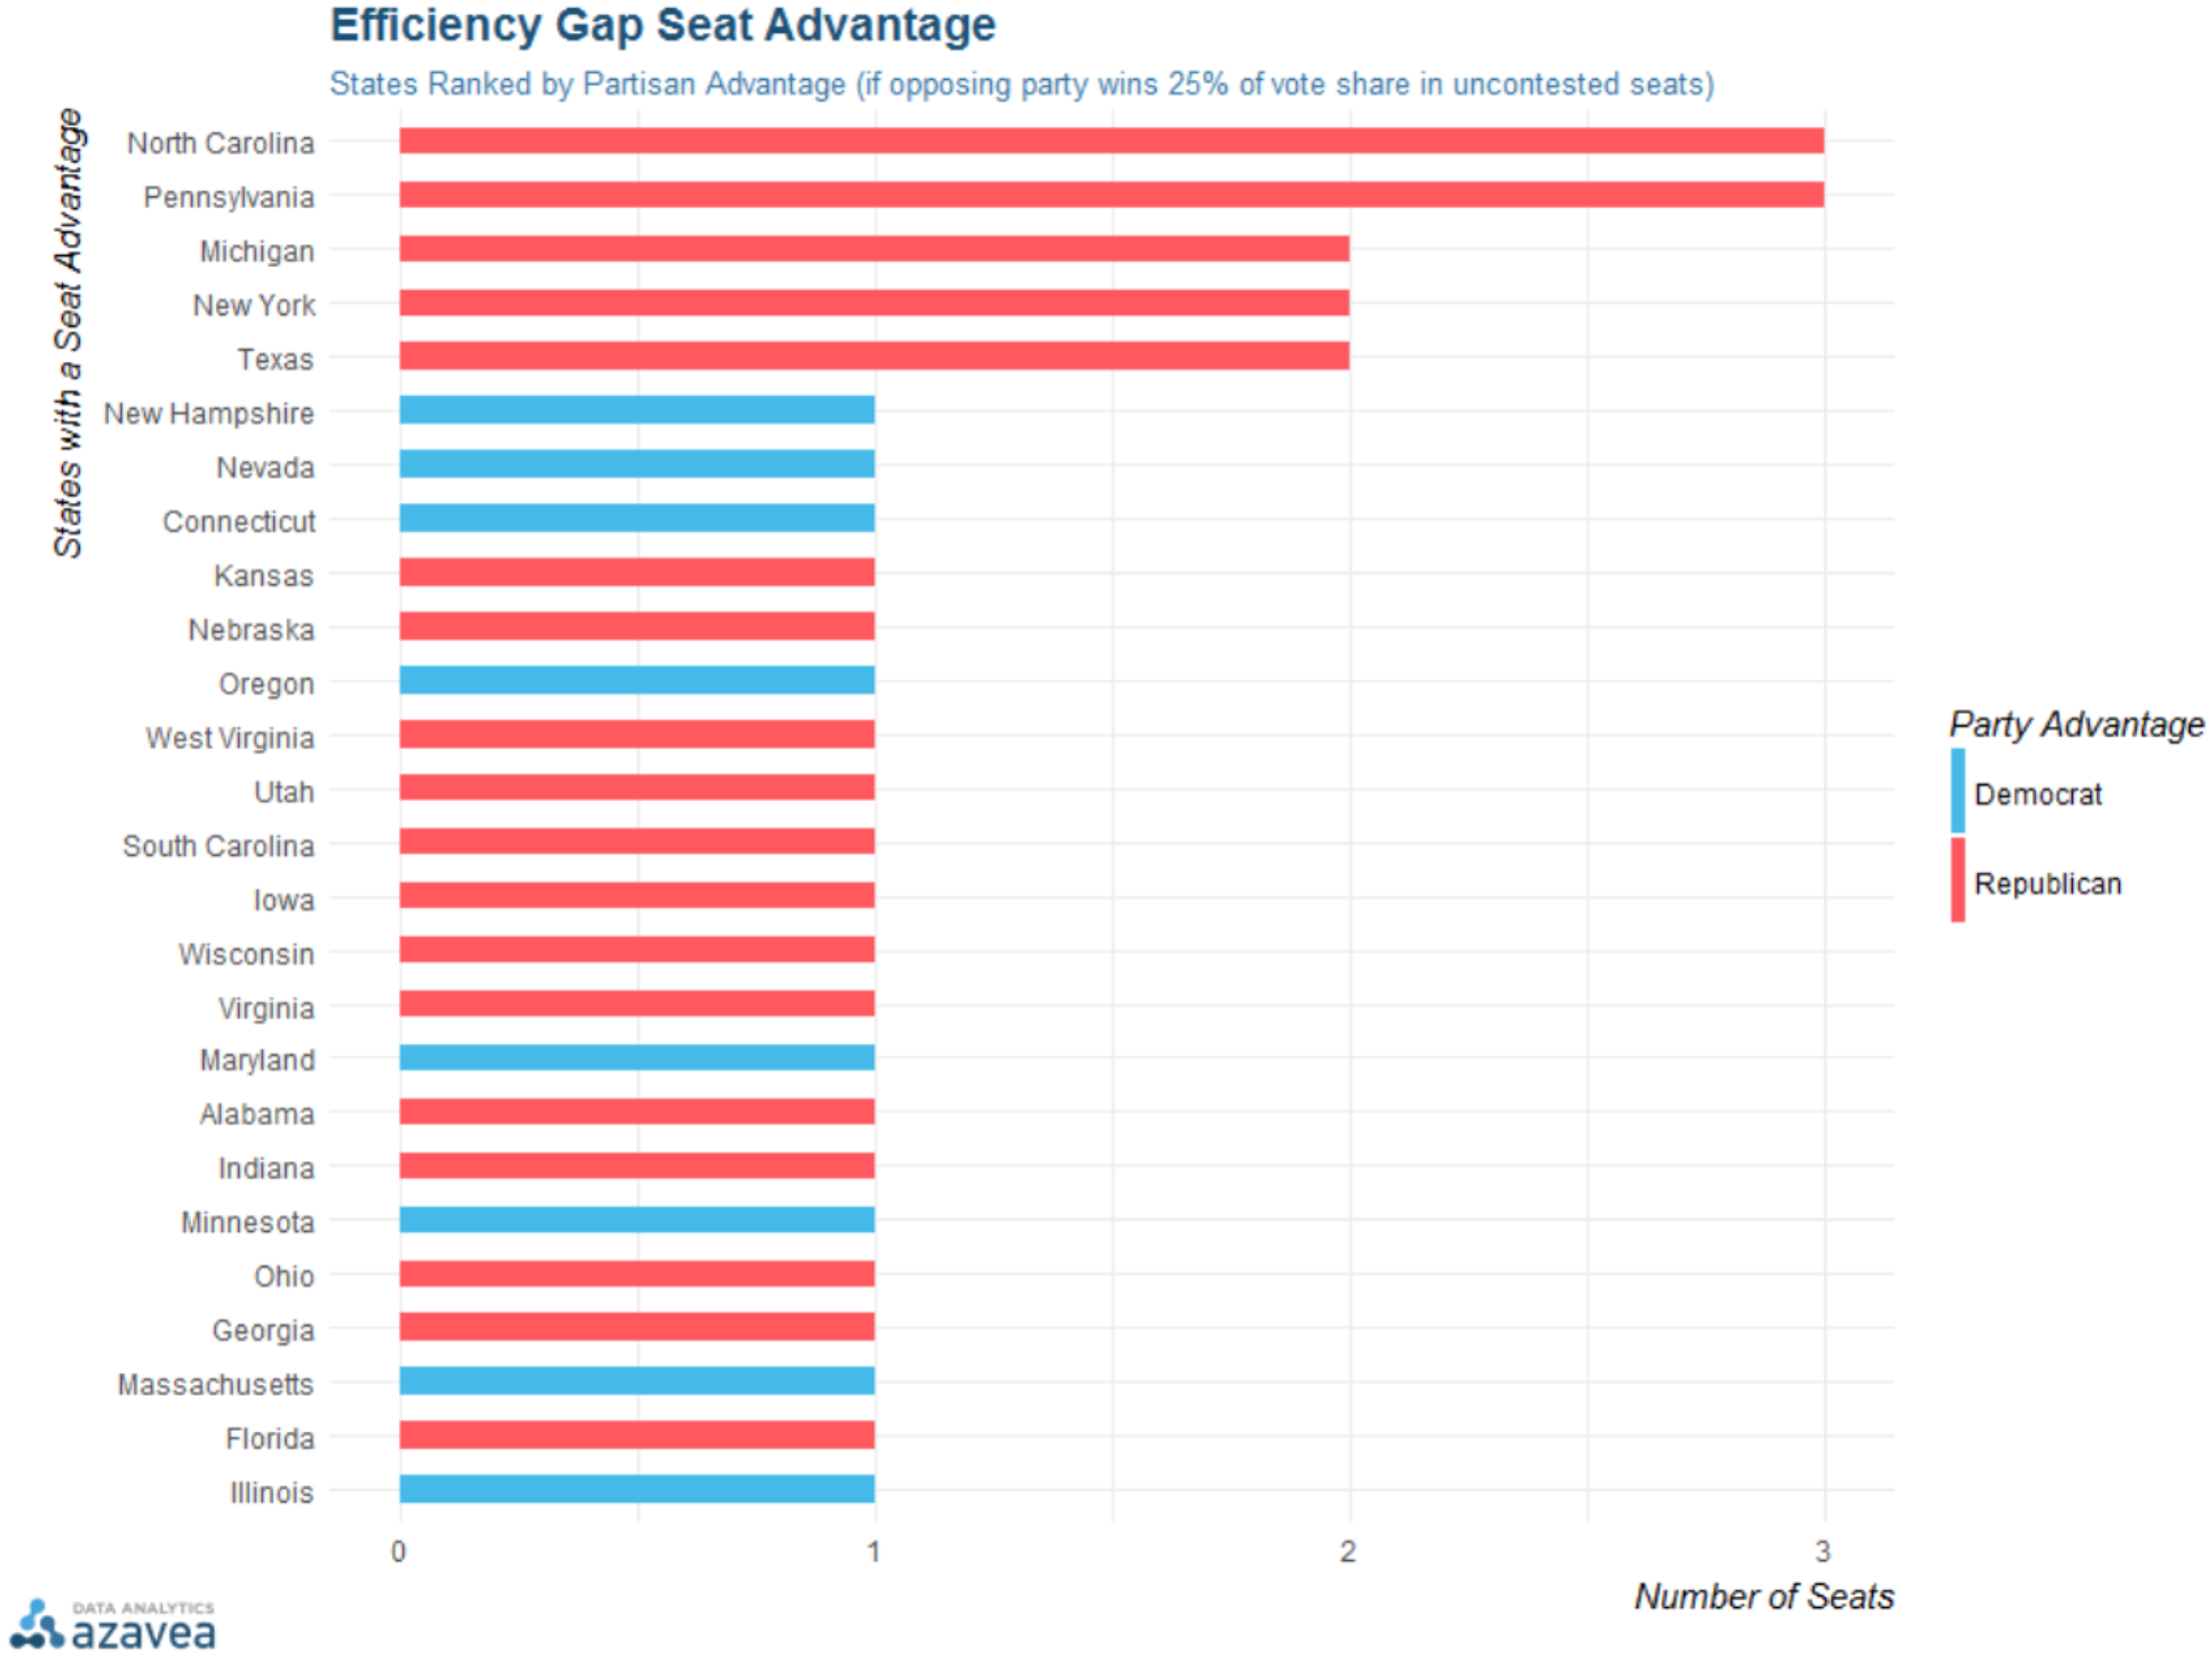 Efficiency Gap Seat Advantage
States Ranked by Partisan Advantage (if opposing party wins 25% of vote share in uncontested seats)
States with a Seat Advantage
North Carolina
Pennsylvania
Michigan
New York
Texas
New Hampshire
Nevada
Connecticut
Kansas
Nebraska
Oregon
West Virginia
Utah
South Carolina
Iowa
Wisconsin
Virginia
Maryland
Alabama
Indiana
Minnesota
Ohio
Georgia
Massachusetts
Florida
Illinois
0 1 2 3
Number of Seats
Party Advantage
Democrat
Republican
DATA ANALYTICS
azavea